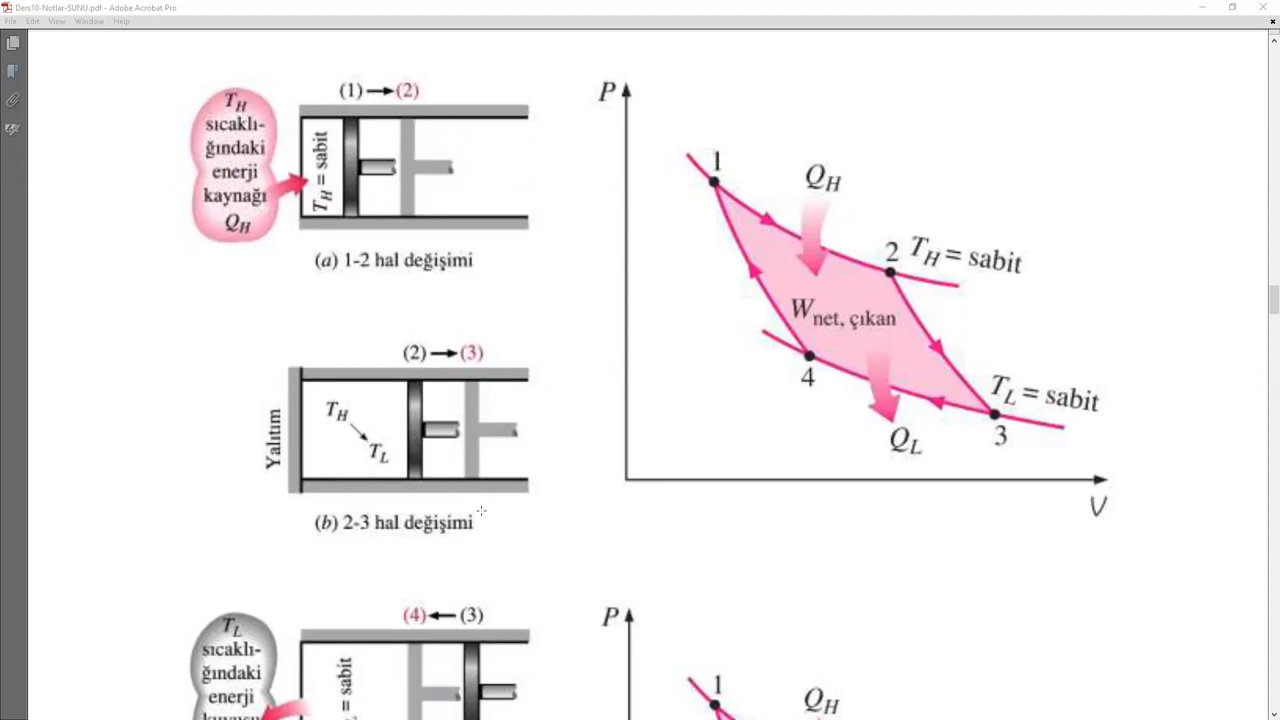 Ders10-Notlar-SUNU.pdf - Adobe Acrobat Pro
File Edit View Window Help
(1) → (2)
T_H
sıcaklı-
ğındaki
enerji
kaynağı
Q_H
T_H = sabit
(a) 1-2 hal değişimi
(2) → (3)
Yalıtım
T_H
T_L
(b) 2-3 hal değişimi
P
1
Q_H
2
T_H = sabit
W_net, çıkan
4
T_L = sabit
Q_L
3
V
(4) ← (3)
T_L
sıcaklı-
ğındaki
enerji
= sabit
P
1
Q_H